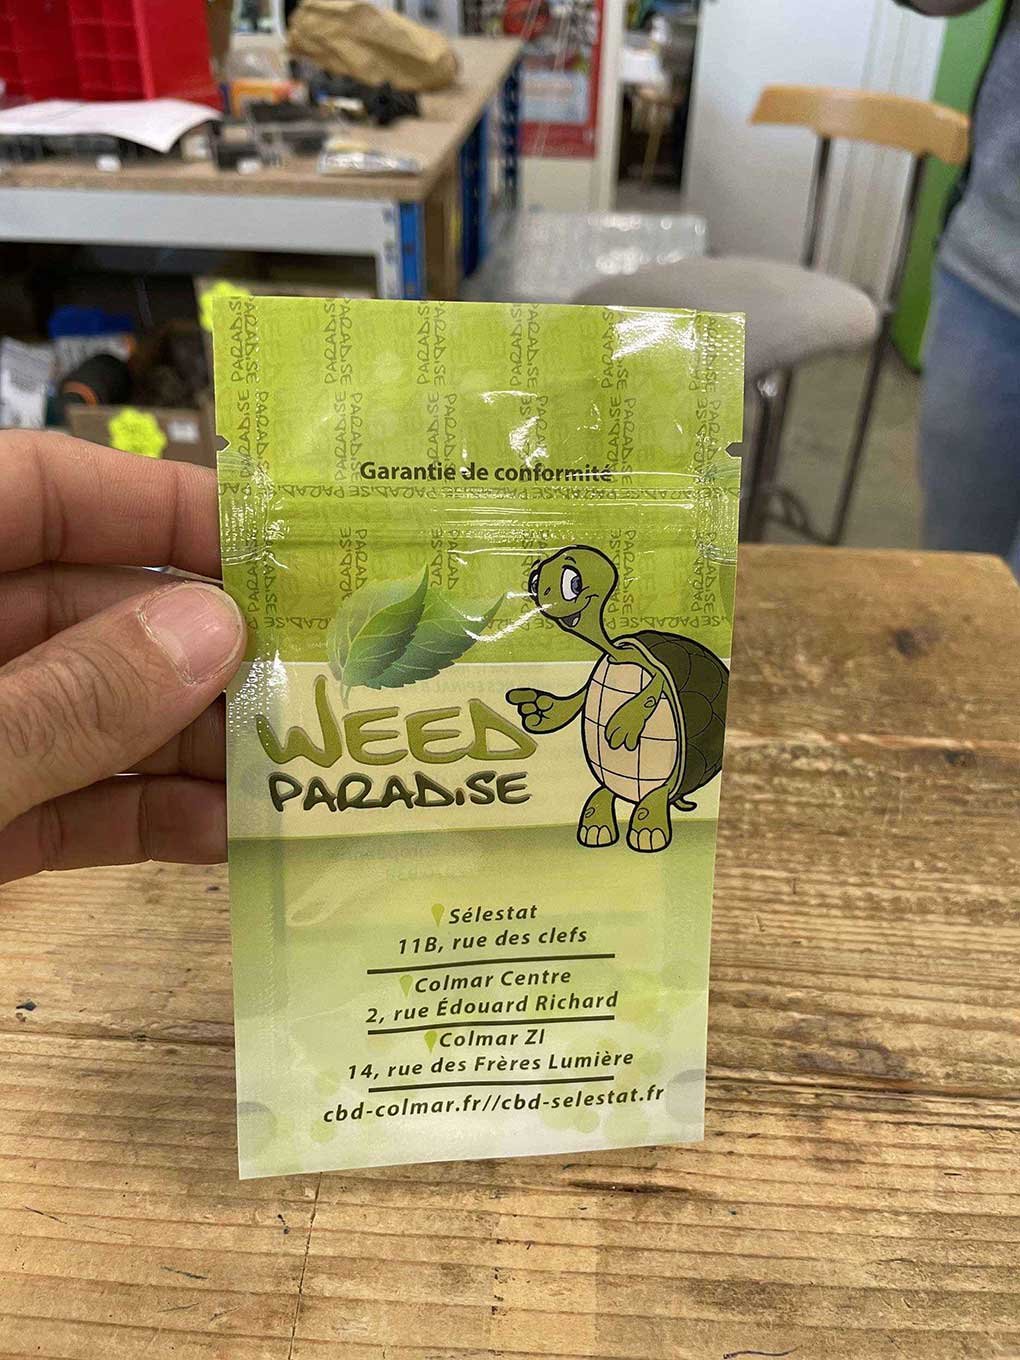 Garantie de conformité
WEED
PARADISE
Sélestat
11B, rue des clefs
Colmar Centre
2, rue Édouard Richard
Colmar ZI
14, rue des Frères Lumière
cbd-colmar.fr//cbd-selestat.fr